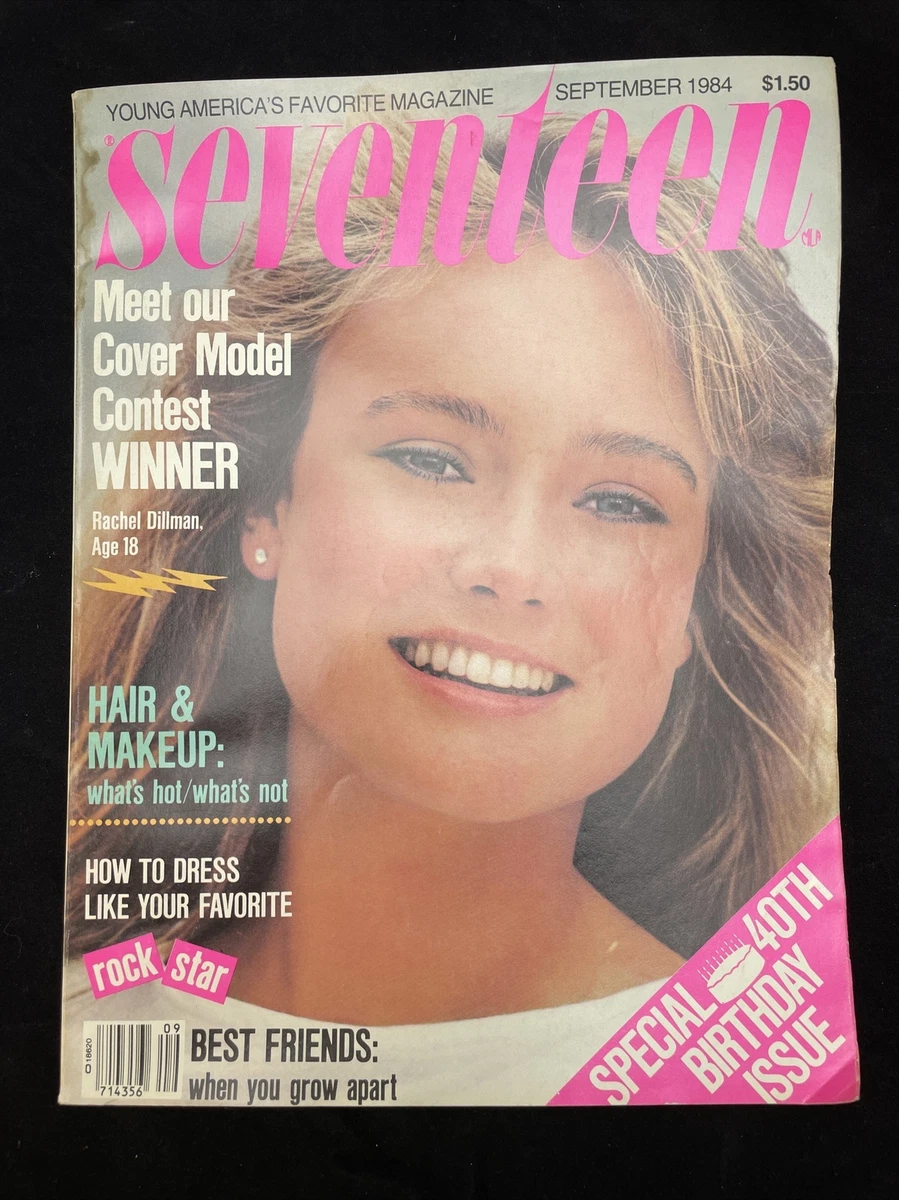 YOUNG AMERICA'S FAVORITE MAGAZINE
SEPTEMBER 1984 $1.50
seventeen
Meet our
Cover Model
Contest
WINNER
Rachel Dillman,
Age 18
HAIR &
MAKEUP:
what's hot/what's not
HOW TO DRESS
LIKE YOUR FAVORITE
rock star
BEST FRIENDS:
when you grow apart
SPECIAL 40TH
BIRTHDAY
ISSUE
09
0 18620
714356